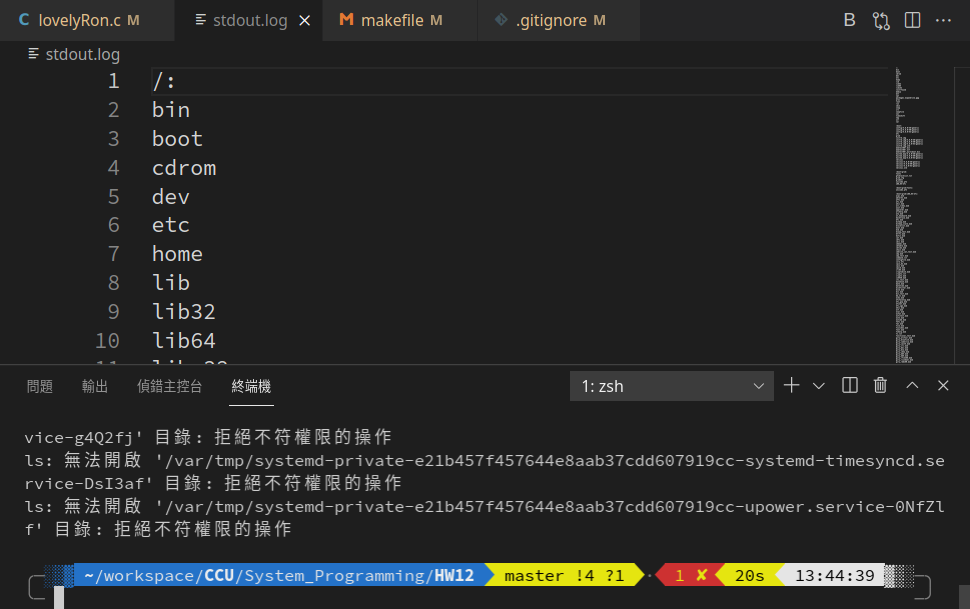 C lovelyRon.c M
stdout.log
M makefile M
.gitignore M
B
stdout.log
1 /:
2 bin
3 boot
4 cdrom
5 dev
6 etc
7 home
8 lib
9 lib32
10 lib64
問題 輸出 偵錯主控台 終端機 1: zsh
vice-g4Q2fj' 目錄: 拒絕不符權限的操作
ls: 無法開啟 '/var/tmp/systemd-private-e21b457f457644e8aab37cdd607919cc-systemd-timesyncd.se
rvice-DsI3af' 目錄: 拒絕不符權限的操作
ls: 無法開啟 '/var/tmp/systemd-private-e21b457f457644e8aab37cdd607919cc-upower.service-0NfZl
f' 目錄: 拒絕不符權限的操作
~/workspace/CCU/System_Programming/HW12 master !4 ?1 1 ✘ 20s 13:44:39